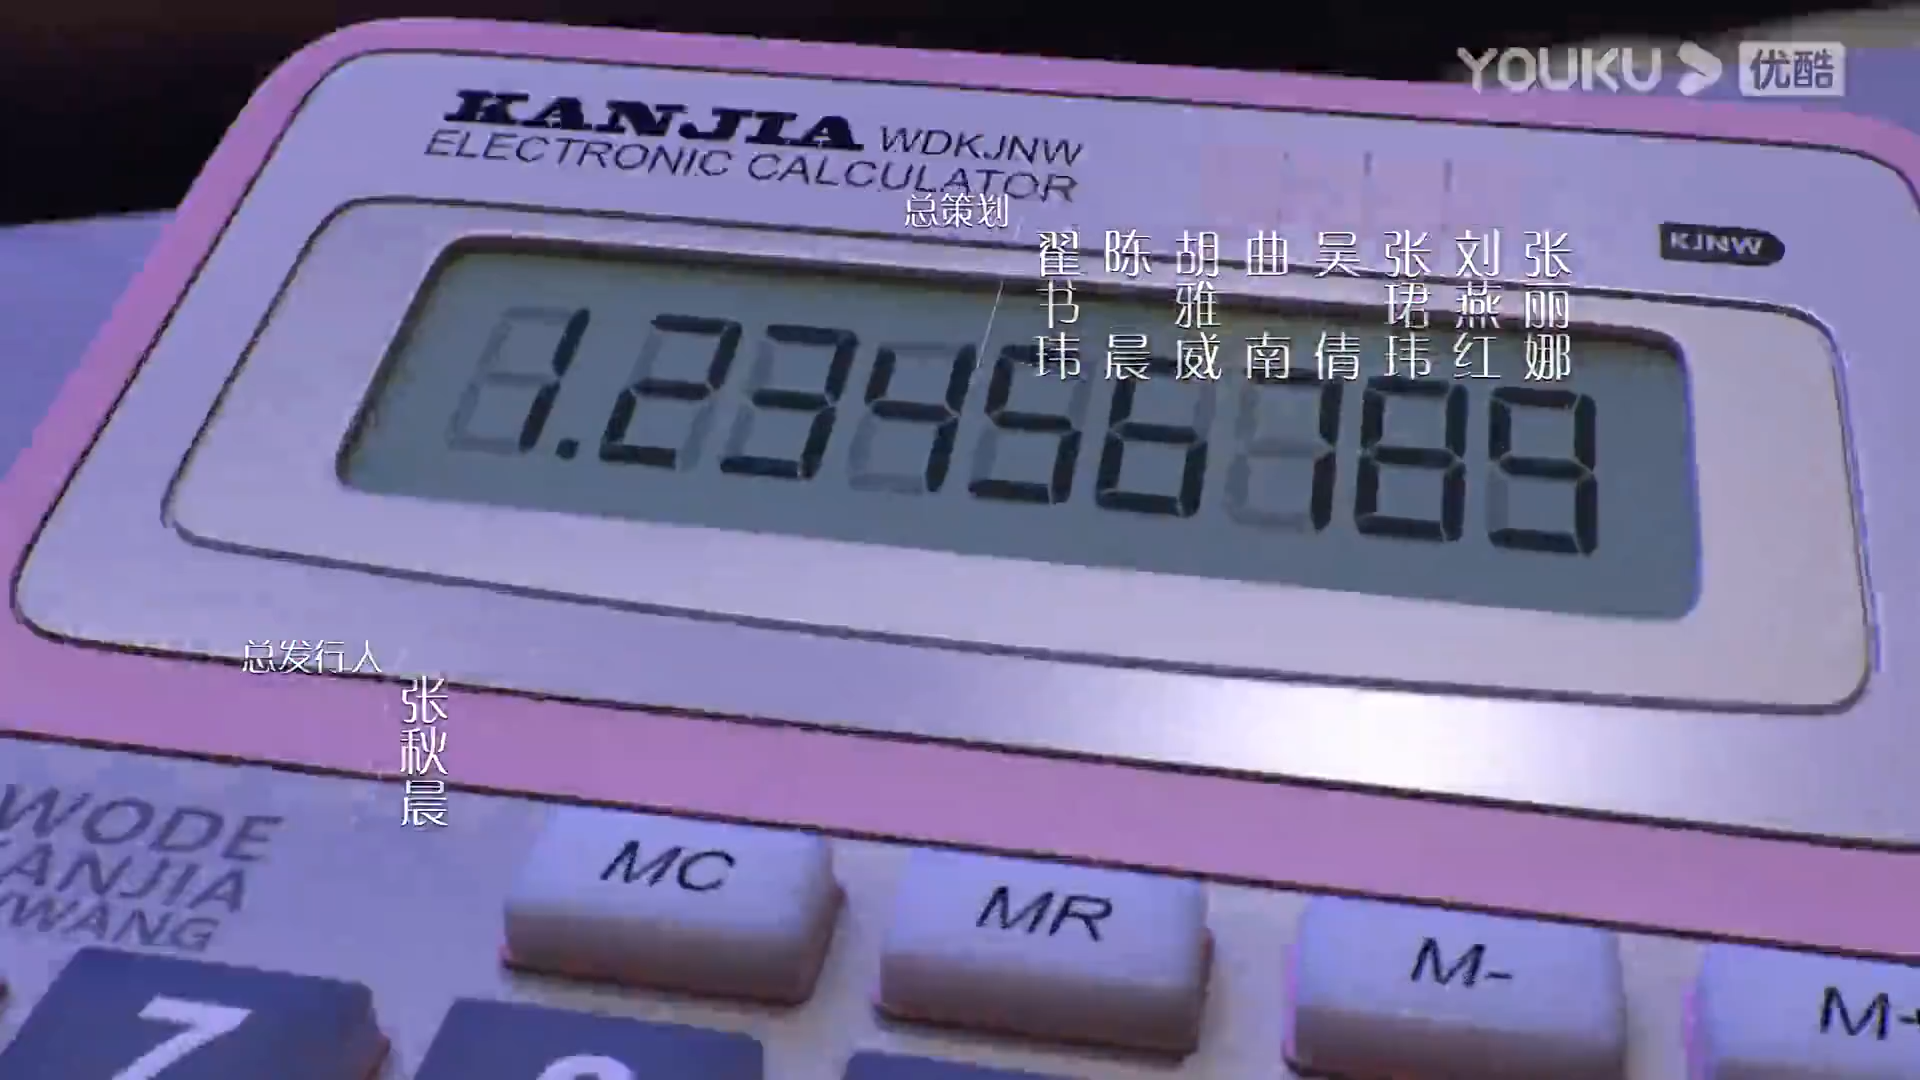 YOUKU 优酷
KANJIA WDKJNW
ELECTRONIC CALCULATOR
KJNW
总策划
翟书玮 陈晨 胡雅威 曲南 吴倩 张珺玮 刘燕红 张丽娜
1.23456789
总发行人
张秋晨
WODE
KANJIA
WANG
MC
MR
M-
7